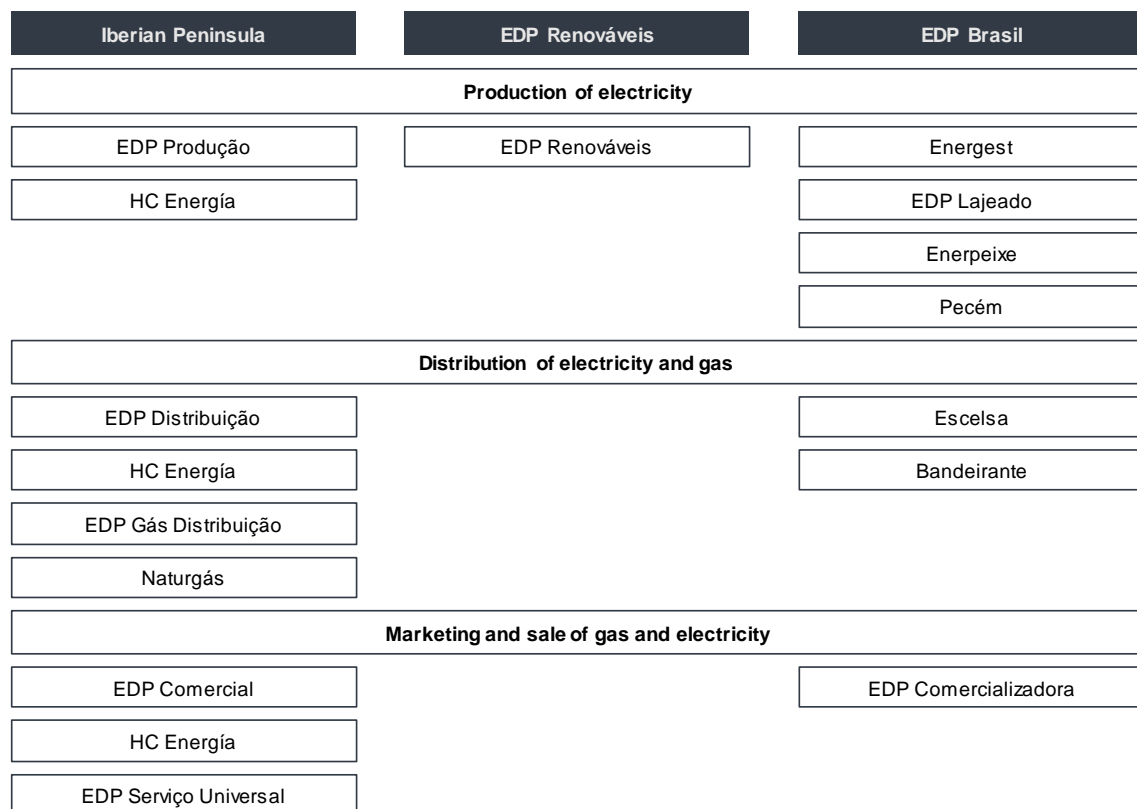 Iberian Peninsula
EDP Renováveis
EDP Brasil
Production of electricity
EDP Produção
EDP Renováveis
Energest
HC Energía
EDP Lajeado
Enerpeixe
Pecém
Distribution of electricity and gas
EDP Distribuição
Escelsa
HC Energía
Bandeirante
EDP Gás Distribuição
Naturgás
Marketing and sale of gas and electricity
EDP Comercial
EDP Comercializadora
HC Energía
EDP Serviço Universal